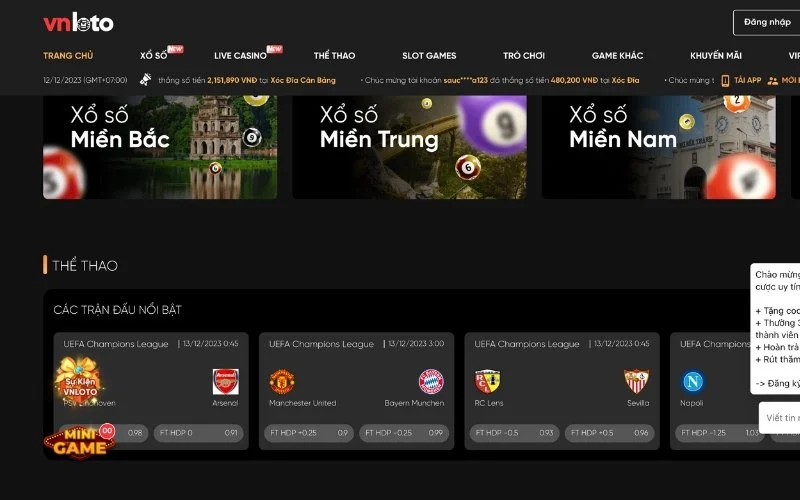 vnloto
Đăng nhập
TRANG CHỦ
XỔ SỐ
NEW
LIVE CASINO
NEW
THỂ THAO
SLOT GAMES
TRÒ CHƠI
GAME KHÁC
KHUYẾN MÃI
VIP
12/12/2023 (GMT+07:00)
thắng số tiền 2,151,890 VNĐ tại Xóc Đĩa Cân Bằng
• Chúc mừng tài khoản sauc****a123 đã thắng số tiền 480,200 VNĐ tại Xóc Đĩa
• Chúc mừng t
TẢI APP
MỜI
Xổ số
Miền Bắc
Xổ số
Miền Trung
9
6
Xổ số
Miền Nam
2
5
4
THỂ THAO
CÁC TRẬN ĐẤU NỔI BẬT
UEFA Champions League | 13/12/2023 0:45
Sự Kiện
VNLOTO
PSV Eindhoven
Arsenal
MINI
GAME
00
0.98
FT HDP 0 0.91
UEFA Champions League | 13/12/2023 3:00
Manchester United
Bayern Munchen
FT HDP +0.25 0.9
FT HDP -0.25 0.99
UEFA Champions League | 13/12/2023 0:45
RC Lens
Sevilla
FT HDP -0.5 0.93
FT HDP +0.5 0.96
UEFA Champions League
Napoli
FT HDP -1.25 1.03
Chào mừng
cược uy tín
+ Tặng cod
+ Thưởng 3
thành viên
+ Hoàn trả
+ Rút thăm
-> Đăng ký
Viết tin n